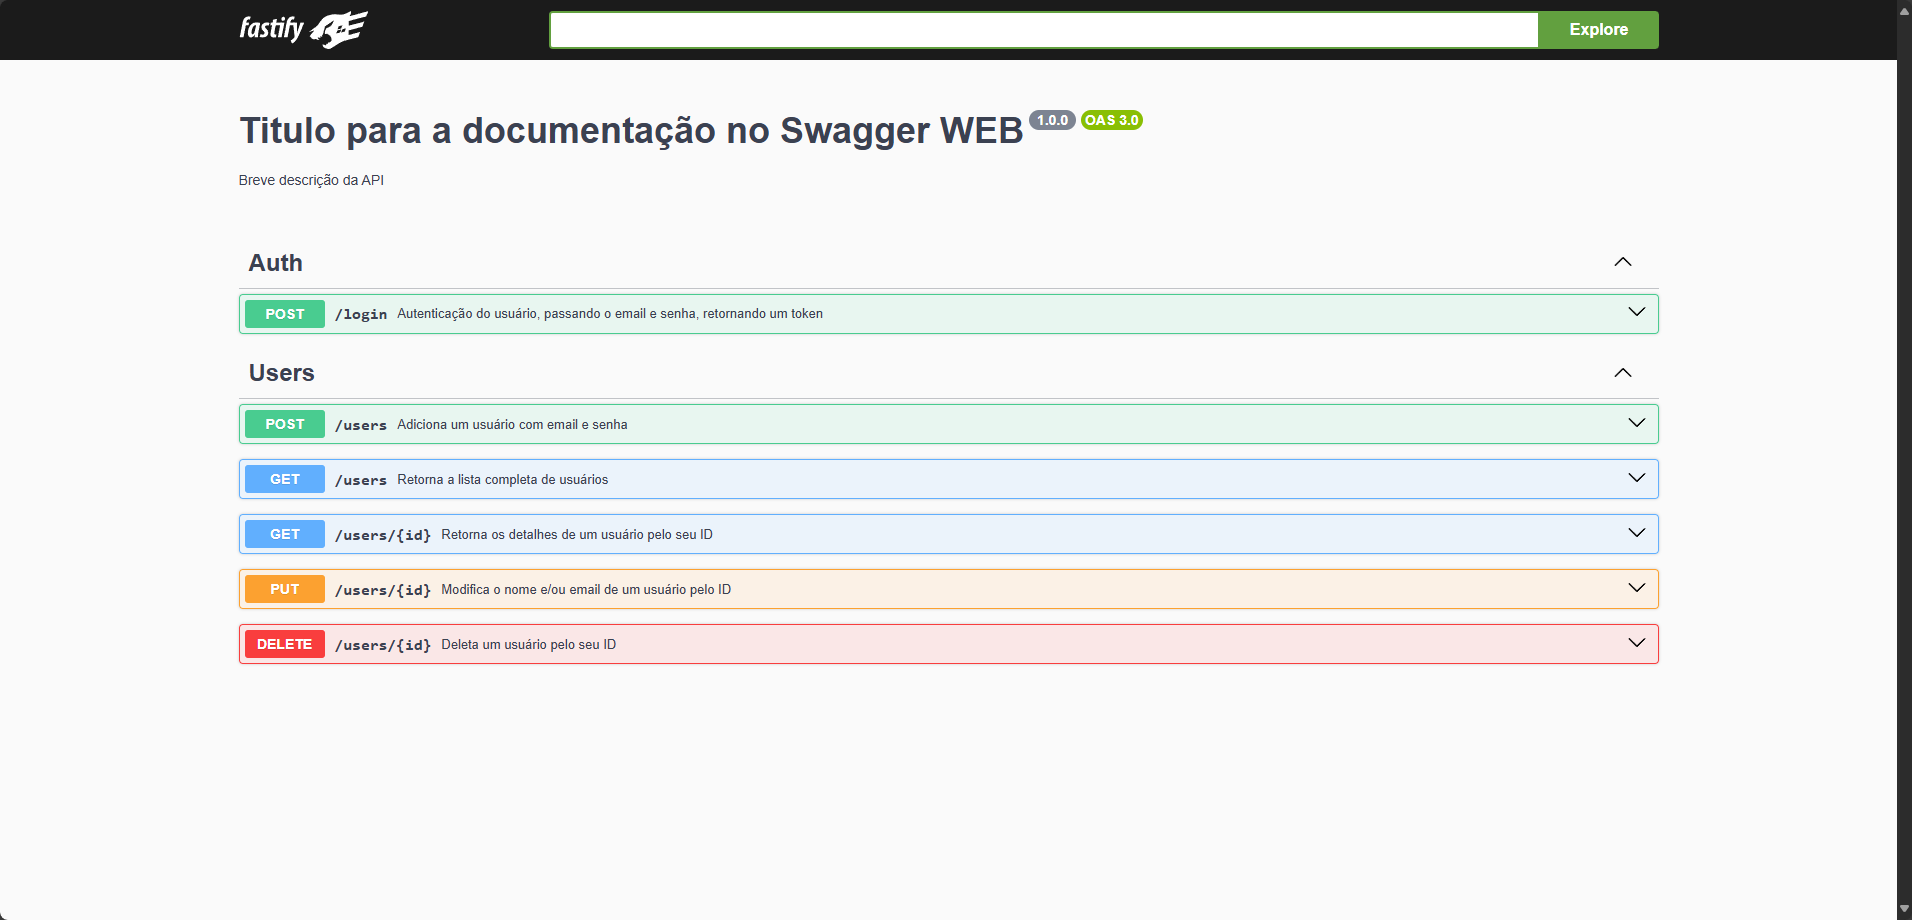 fastify
Explore
Titulo para a documentação no Swagger WEB 1.0.0 OAS 3.0
Breve descrição da API
Auth
POST /login Autenticação do usuário, passando o email e senha, retornando um token
Users
POST /users Adiciona um usuário com email e senha
GET /users Retorna a lista completa de usuários
GET /users/{id} Retorna os detalhes de um usuário pelo seu ID
PUT /users/{id} Modifica o nome e/ou email de um usuário pelo ID
DELETE /users/{id} Deleta um usuário pelo seu ID